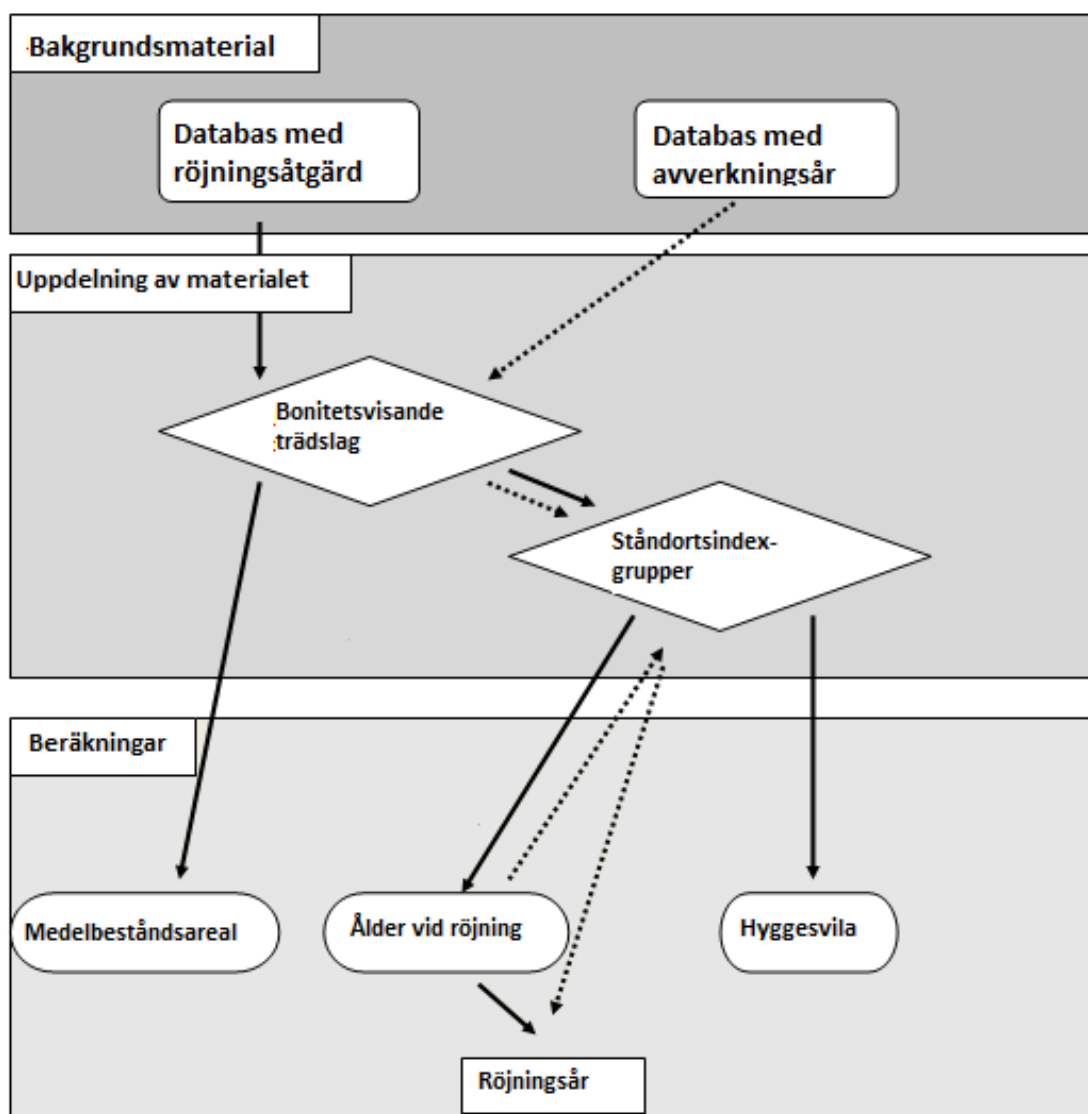 Bakgrundsmaterial
Databas med
röjningsåtgärd
Databas med
avverkningsår
Uppdelning av materialet
Bonitetsvisande
trädslag
Ståndortsindex-
grupper
Beräkningar
Medelbeståndsareal
Ålder vid röjning
Hyggesvila
Röjningsår